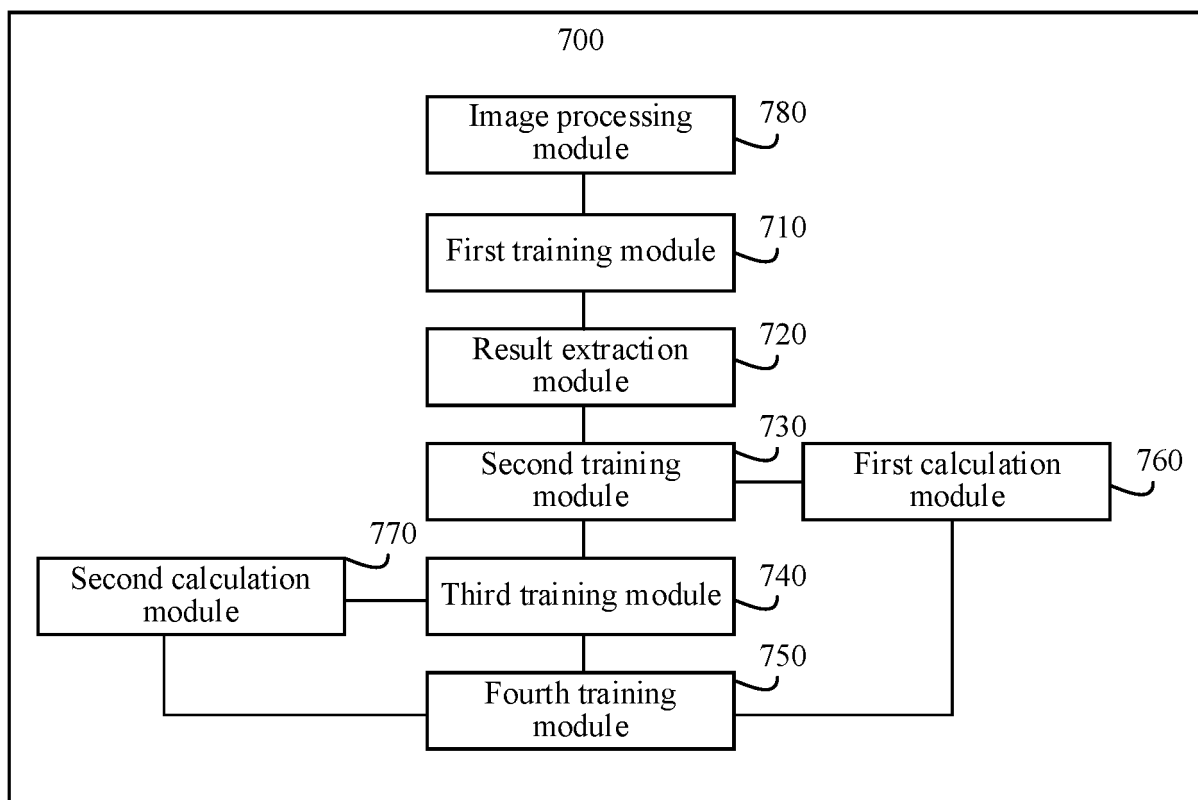 700
Image processing
module
780
First training module
710
Result extraction
module
720
Second training
module
730
First calculation
module
760
Second calculation
module
770
Third training module
740
Fourth training
module
750